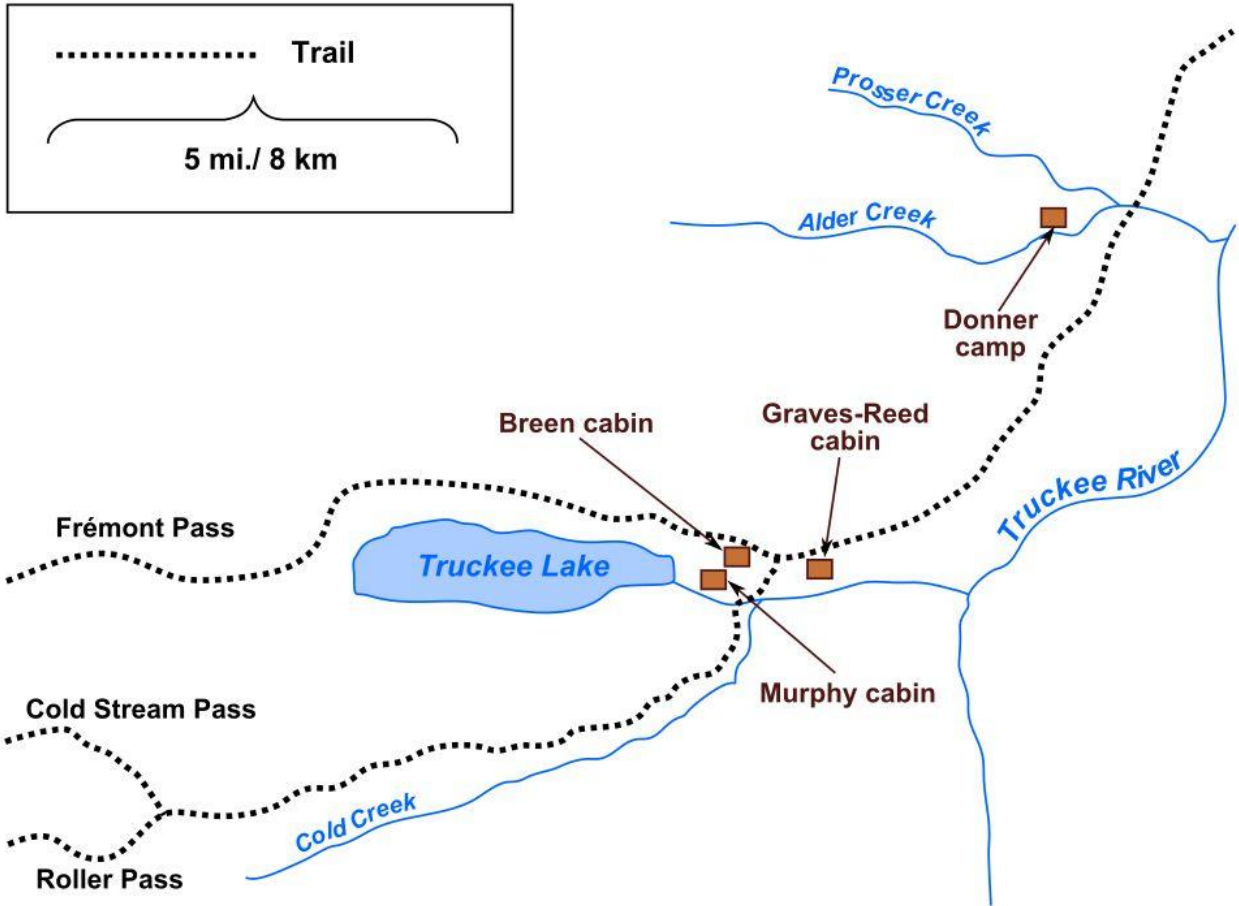 Trail
5 mi./ 8 km
Prosser Creek
Alder Creek
Donner
camp
Breen cabin
Graves-Reed
cabin
Truckee River
Frémont Pass
Truckee Lake
Murphy cabin
Cold Stream Pass
Cold Creek
Roller Pass